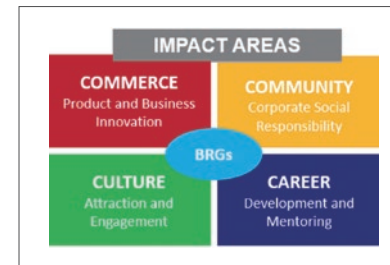 IMPACT AREAS
COMMERCE
Product and Business
Innovation
COMMUNITY
Corporate Social
Responsibility
BRGs
CULTURE
Attraction and
Engagement
CAREER
Development and
Mentoring